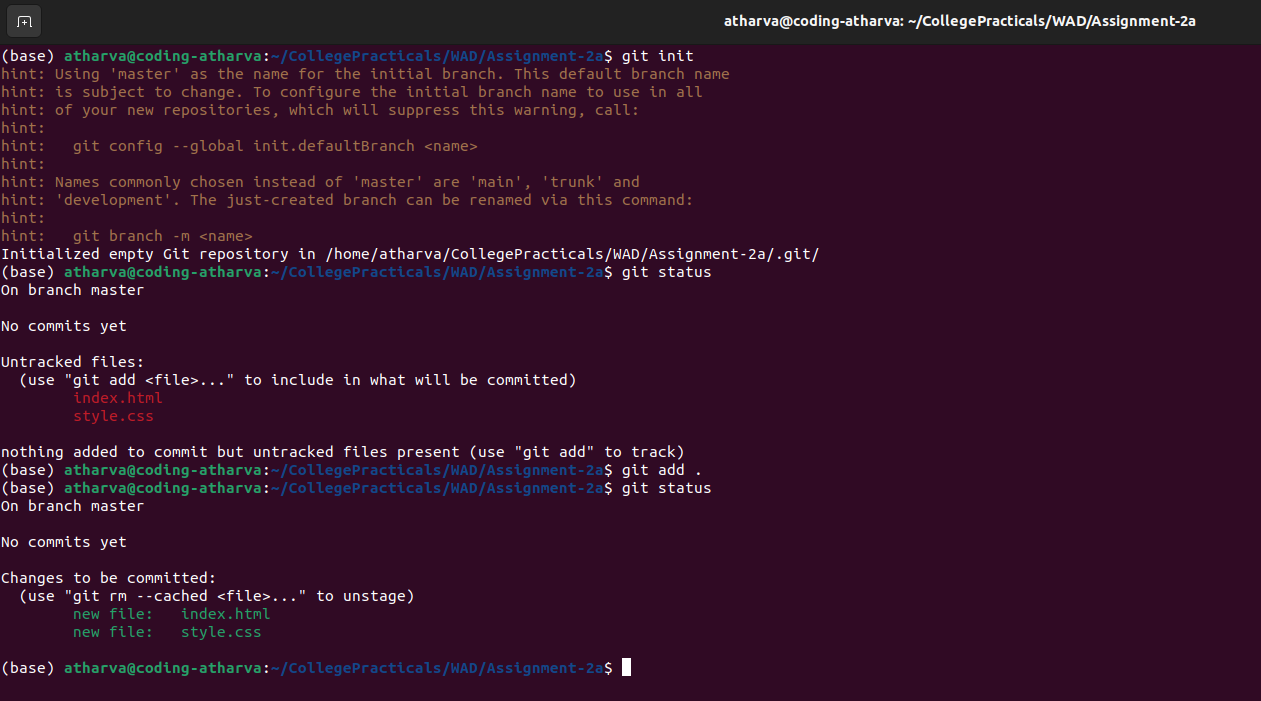 atharva@coding-atharva: ~/CollegePracticals/WAD/Assignment-2a
(base) atharva@coding-atharva:~/CollegePracticals/WAD/Assignment-2a$ git init
hint: Using 'master' as the name for the initial branch. This default branch name
hint: is subject to change. To configure the initial branch name to use in all
hint: of your new repositories, which will suppress this warning, call:
hint:
hint:   git config --global init.defaultBranch <name>
hint:
hint: Names commonly chosen instead of 'master' are 'main', 'trunk' and
hint: 'development'. The just-created branch can be renamed via this command:
hint:
hint:   git branch -m <name>
Initialized empty Git repository in /home/atharva/CollegePracticals/WAD/Assignment-2a/.git/
(base) atharva@coding-atharva:~/CollegePracticals/WAD/Assignment-2a$ git status
On branch master

No commits yet

Untracked files:
  (use "git add <file>..." to include in what will be committed)
        index.html
        style.css

nothing added to commit but untracked files present (use "git add" to track)
(base) atharva@coding-atharva:~/CollegePracticals/WAD/Assignment-2a$ git add .
(base) atharva@coding-atharva:~/CollegePracticals/WAD/Assignment-2a$ git status
On branch master

No commits yet

Changes to be committed:
  (use "git rm --cached <file>..." to unstage)
        new file:   index.html
        new file:   style.css

(base) atharva@coding-atharva:~/CollegePracticals/WAD/Assignment-2a$